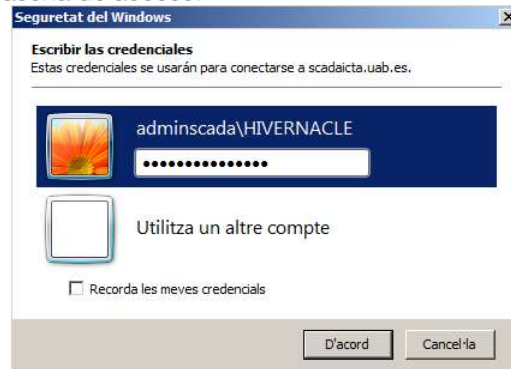 Seguretat del Windows
Escribir las credenciales
Estas credenciales se usarán para conectarse a scadaicta.uab.es.
adminscada\HIVERNACLE
●●●●●●●●●●●●●●●
Utilitza un altre compte
Recorda les meves credencials
D'acord
Cancel·la